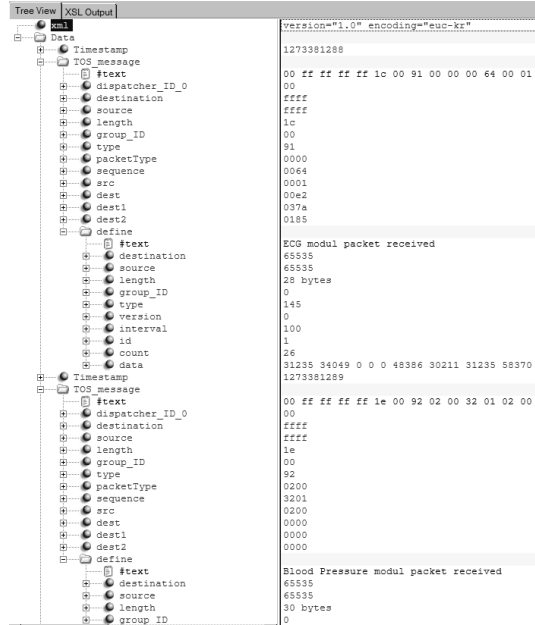 Tree View XSL Output
xml version="1.0" encoding="euc-kr"
Data
Timestamp 1273381288
TOS_message
#text 00 ff ff ff ff 1c 00 91 00 00 00 64 00 01
dispatcher_ID_0 00
destination ffff
source ffff
length 1c
group_ID 00
type 91
packetType 0000
sequence 0064
src 0001
dest 00e2
dest1 037a
dest2 0185
define
#text ECG modul packet received
destination 65535
source 65535
length 28 bytes
group_ID 0
type 145
version 0
interval 100
id 1
count 26
data 31235 34049 0 0 0 48386 30211 31235 58370
Timestamp 1273381289
TOS_message
#text 00 ff ff ff ff 1e 00 92 02 00 32 01 02 00
dispatcher_ID_0 00
destination ffff
source ffff
length 1e
group_ID 00
type 92
packetType 0200
sequence 3201
src 0200
dest 0000
dest1 0000
dest2 0000
define
#text Blood Pressure modul packet received
destination 65535
source 65535
length 30 bytes
group ID 0